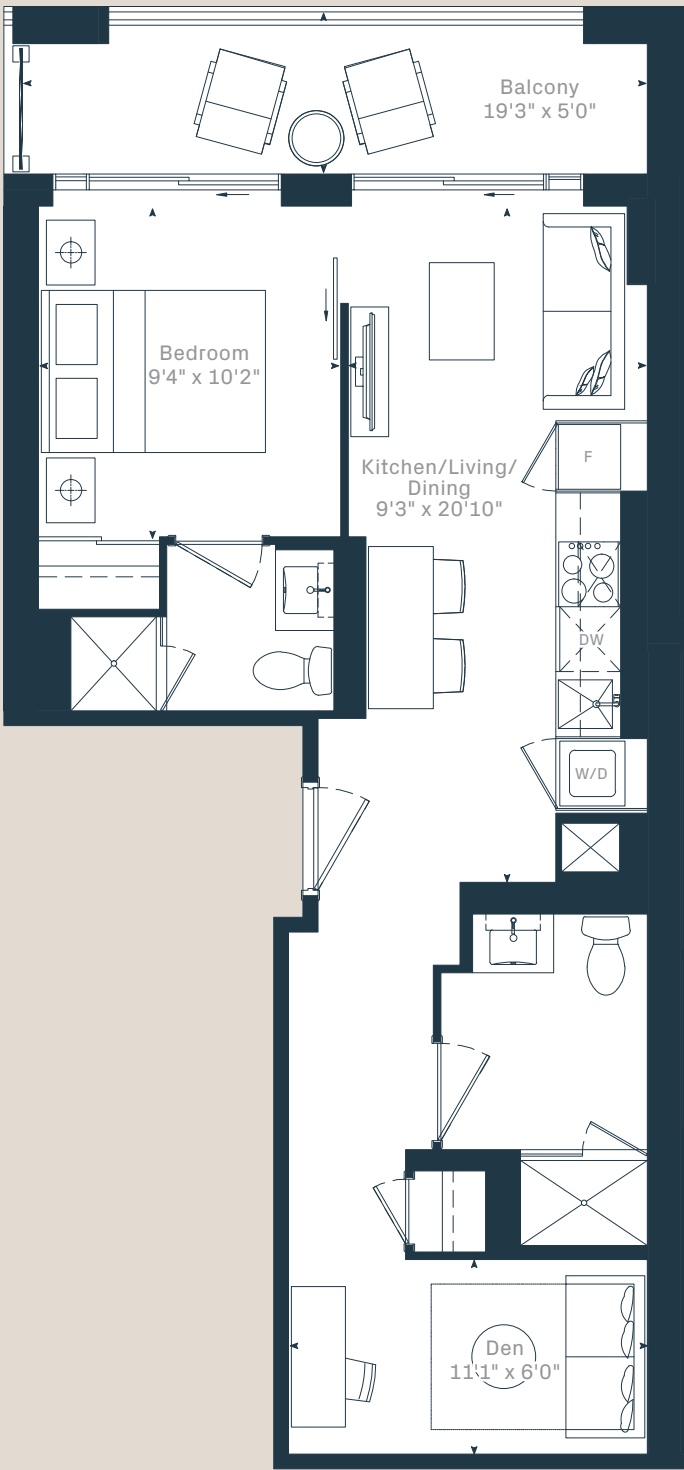 Balcony
19'3" x 5'0"
Bedroom
9'4" x 10'2"
Kitchen/Living/
Dining
9'3" x 20'10"
F
DW
W/D
Den
11'1" x 6'0"